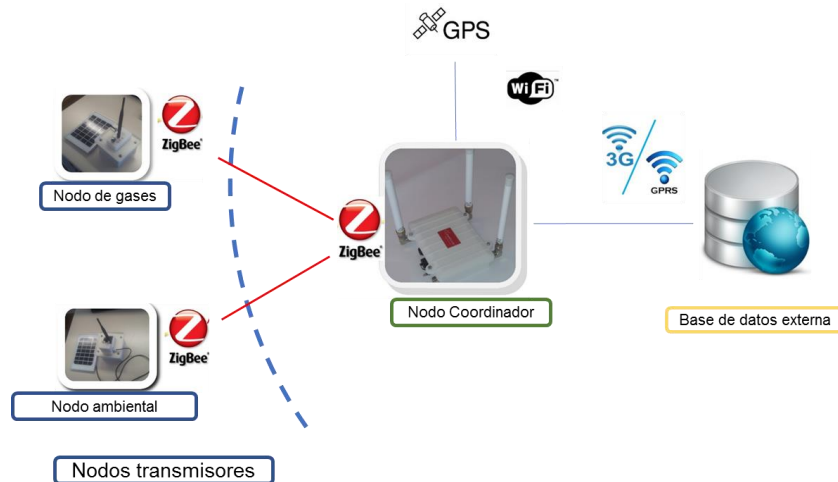 GPS
WiFi
ZigBee
Nodo de gases
3G
GPRS
ZigBee
Nodo Coordinador
Base de datos externa
ZigBee
Nodo ambiental
Nodos transmisores